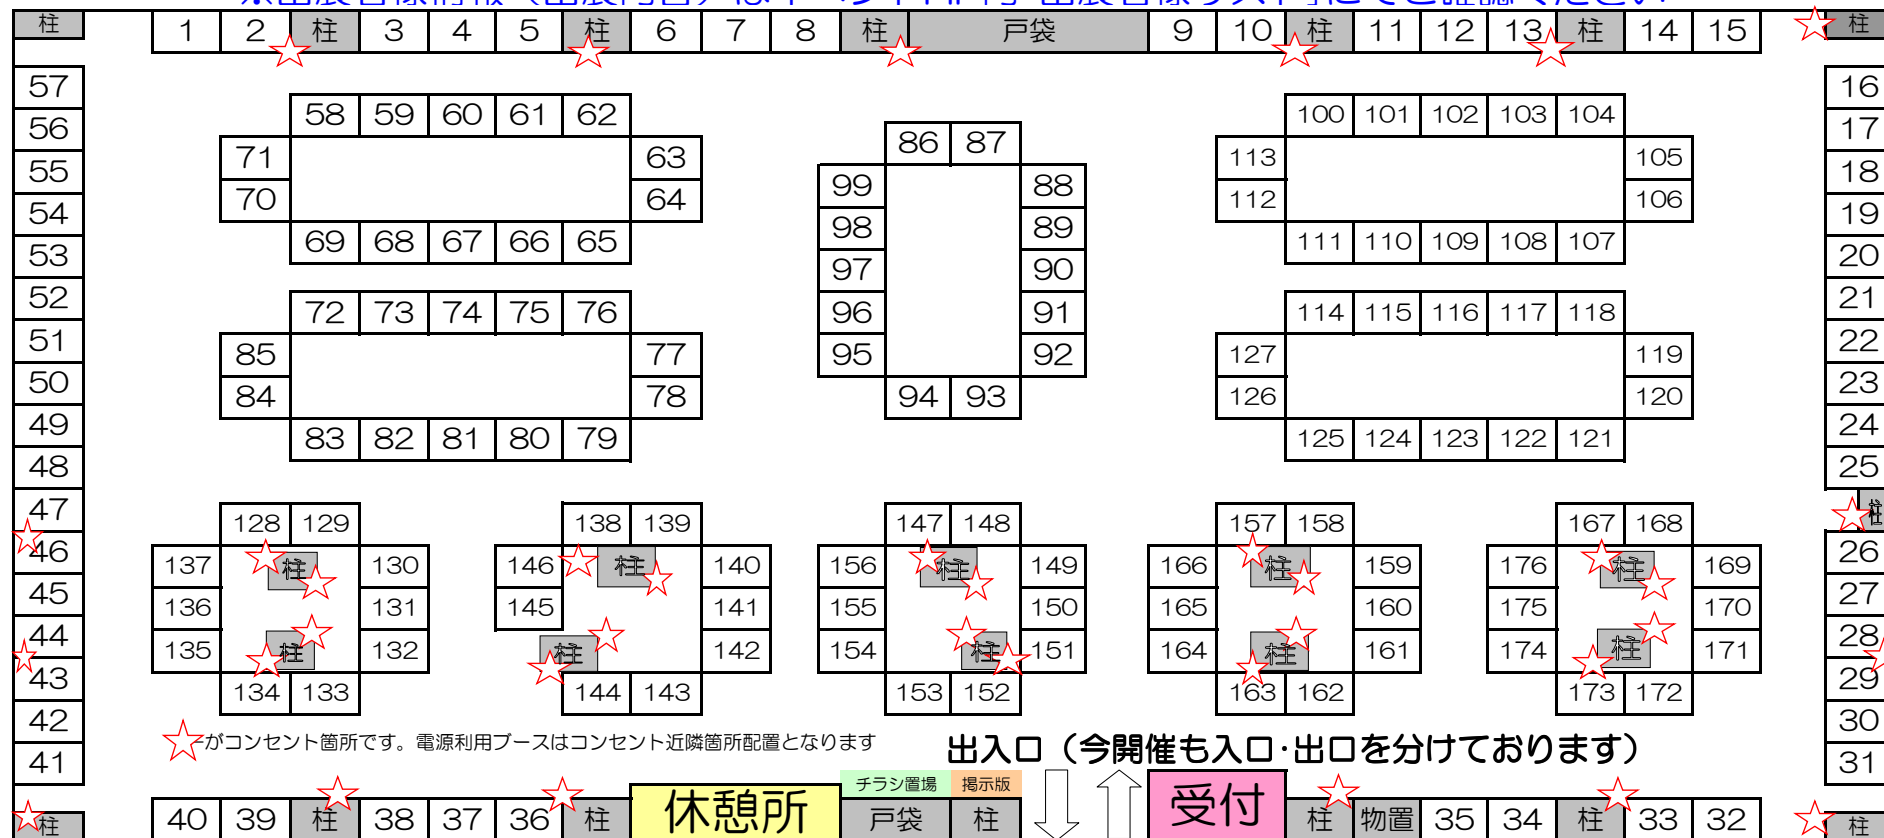 柱 1 2 柱 3 4 5 柱 6 7 8 柱 戸袋 9 10 柱 11 12 13 柱 14 15 柱
57 16
58 59 60 61 62 100 101 102 103 104
56 86 87 17
71 63 113 105
55 99 88 18
70 64 112 106
54 98 89 19
69 68 67 66 65 111 110 109 108 107
53 97 90 20
52 21
72 73 74 75 76 96 91 114 115 116 117 118
51 22
85 77 95 92 127 119
50 23
84 78 94 93 126 120
49 24
83 82 81 80 79 125 124 123 122 121
48 25
47 柱
128 129 138 139 147 148 157 158 167 168
46 26
137 柱 130 146 柱 140 156 柱 149 166 柱 159 176 柱 169
45 27
136 131 145 141 155 150 165 160 175 170
44 28
135 柱 132 柱 142 154 柱 151 164 柱 161 174 柱 171
43 29
134 133 144 143 153 152 163 162 173 172
42 30
がコンセント箇所です。電源利用ブースはコンセント近隣箇所配置となります
出入口（今開催も入口・出口を分けております）
41 31
チラシ置場 掲示版
柱 40 39 柱 38 37 36 柱 休憩所 戸袋 柱 受付 柱 物置 35 34 柱 33 32 柱